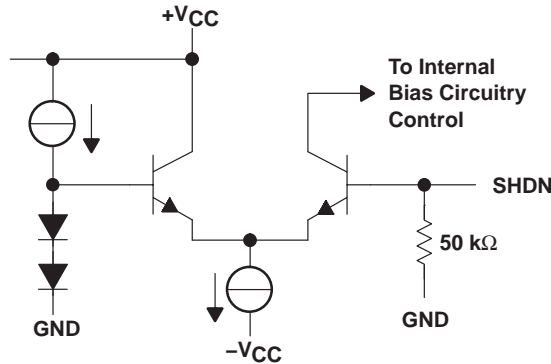 +VCC
To Internal
Bias Circuitry
Control
SHDN
50 kΩ
GND
GND
−VCC